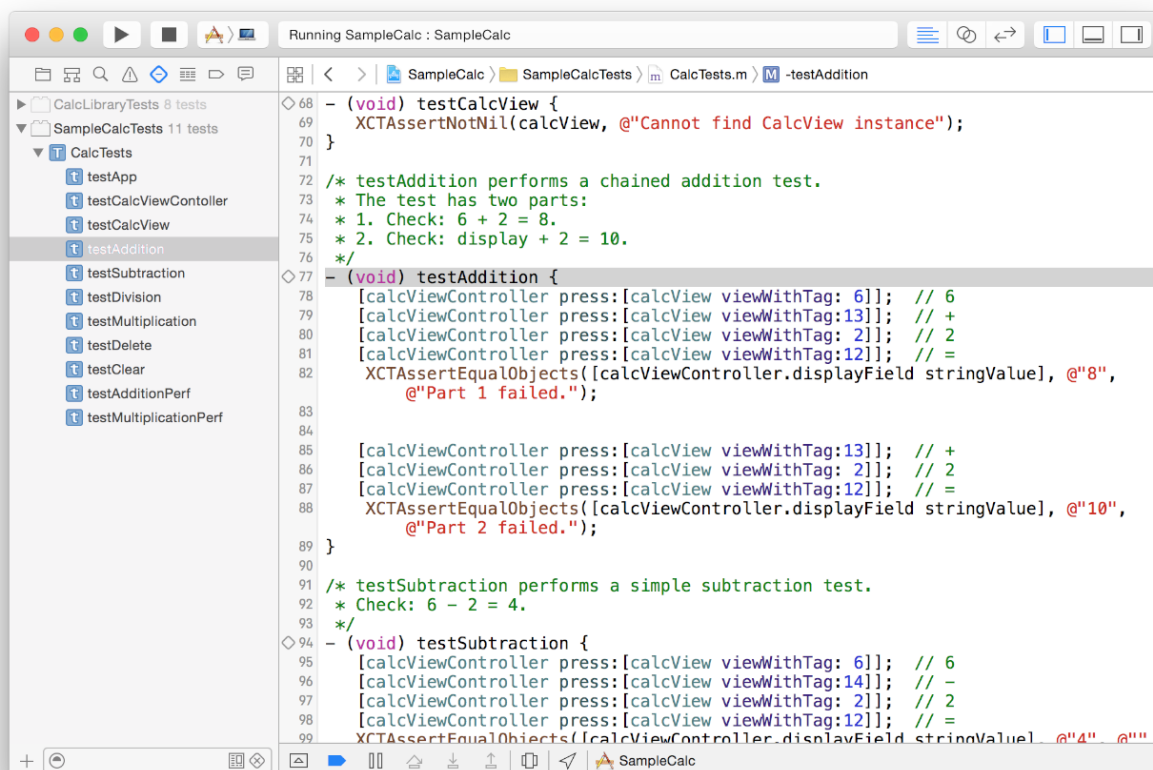 Running SampleCalc : SampleCalc
SampleCalc SampleCalcTests CalcTests.m M -testAddition
CalcLibraryTests 8 tests
SampleCalcTests 11 tests
T CalcTests
t testApp
t testCalcViewContoller
t testCalcView
t testAddition
t testSubtraction
t testDivision
t testMultiplication
t testDelete
t testClear
t testAdditionPerf
t testMultiplicationPerf
68 - (void) testCalcView {
69 XCTAssertNotNil(calcView, @"Cannot find CalcView instance");
70 }
71
72 /* testAddition performs a chained addition test.
73 * The test has two parts:
74 * 1. Check: 6 + 2 = 8.
75 * 2. Check: display + 2 = 10.
76 */
77 - (void) testAddition {
78 [calcViewController press:[calcView viewWithTag: 6]]; // 6
79 [calcViewController press:[calcView viewWithTag:13]]; // +
80 [calcViewController press:[calcView viewWithTag: 2]]; // 2
81 [calcViewController press:[calcView viewWithTag:12]]; // =
82 XCTAssertEqualObjects([calcViewController.displayField stringValue], @"8",
@"Part 1 failed.");
83
84
85 [calcViewController press:[calcView viewWithTag:13]]; // +
86 [calcViewController press:[calcView viewWithTag: 2]]; // 2
87 [calcViewController press:[calcView viewWithTag:12]]; // =
88 XCTAssertEqualObjects([calcViewController.displayField stringValue], @"10",
@"Part 2 failed.");
89 }
90
91 /* testSubtraction performs a simple subtraction test.
92 * Check: 6 - 2 = 4.
93 */
94 - (void) testSubtraction {
95 [calcViewController press:[calcView viewWithTag: 6]]; // 6
96 [calcViewController press:[calcView viewWithTag:14]]; // -
97 [calcViewController press:[calcView viewWithTag: 2]]; // 2
98 [calcViewController press:[calcView viewWithTag:12]]; // =
99 XCTAssertEqualObjects([calcViewController.displayField stringValue], @"4", @""
SampleCalc